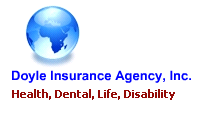 Doyle Insurance Agency, Inc.
Health, Dental, Life, Disability